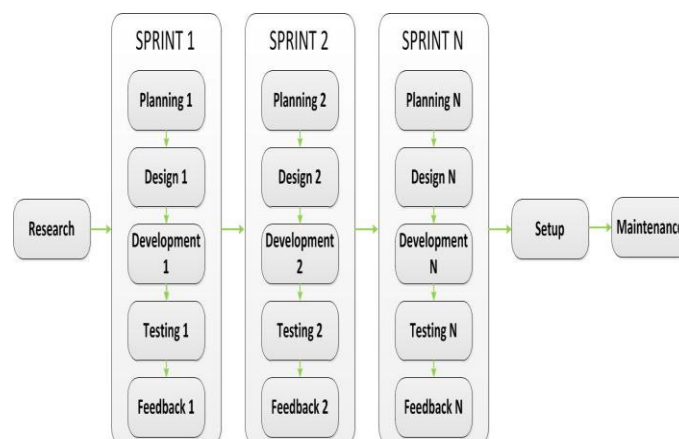 SPRINT 1
Planning 1
Design 1
Development
1
Testing 1
Feedback 1
SPRINT 2
Planning 2
Design 2
Development
2
Testing 2
Feedback 2
SPRINT N
Planning N
Design N
Development
N
Testing N
Feedback N
Research
Setup
Maintenance